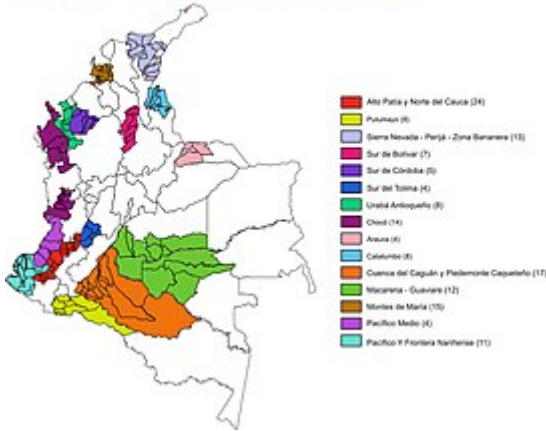 Alto Patía y Norte del Cauca (24)
Putumayo (9)
Sierra Nevada - Perijá - Zona Bananera (15)
Sur de Bolívar (7)
Sur de Córdoba (5)
Sur del Tolima (4)
Urabá Antioqueño (8)
Chocó (14)
Arauca (4)
Catatumbo (8)
Cuenca del Caguán y Piedemonte Caqueteño (17)
Macarena - Guaviare (12)
Montes de María (15)
Pacífico Medio (4)
Pacífico Y Frontera Nariñense (11)